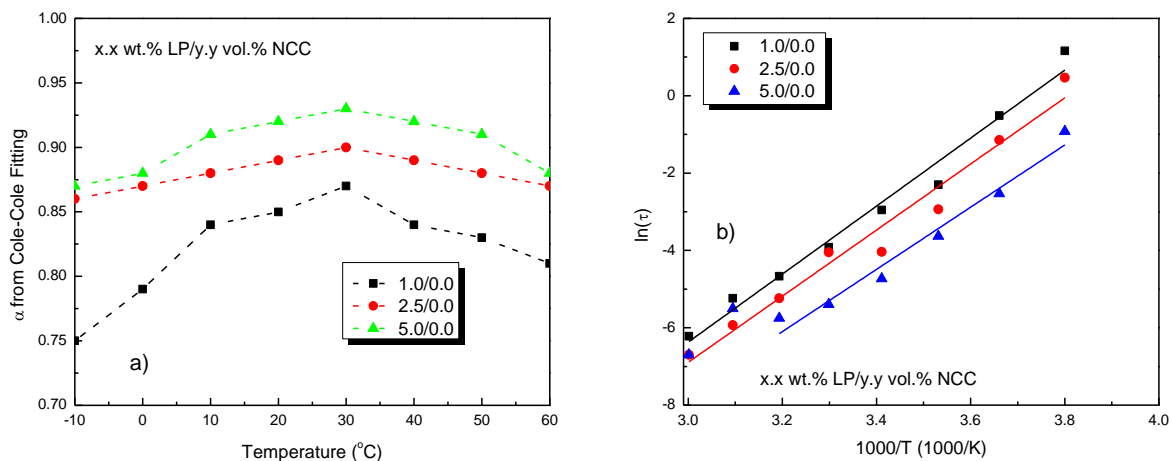 1.00
0.95
0.90
0.85
0.80
0.75
0.70
α from Cole-Cole Fitting
x.x wt.% LP/y.y vol.% NCC
1.0/0.0
2.5/0.0
5.0/0.0
a)
-10 0 10 20 30 40 50 60
Temperature (°C)
2
0
-2
-4
-6
-8
ln(τ)
1.0/0.0
2.5/0.0
5.0/0.0
b)
x.x wt.% LP/y.y vol.% NCC
3.0 3.2 3.4 3.6 3.8 4.0
1000/T (1000/K)